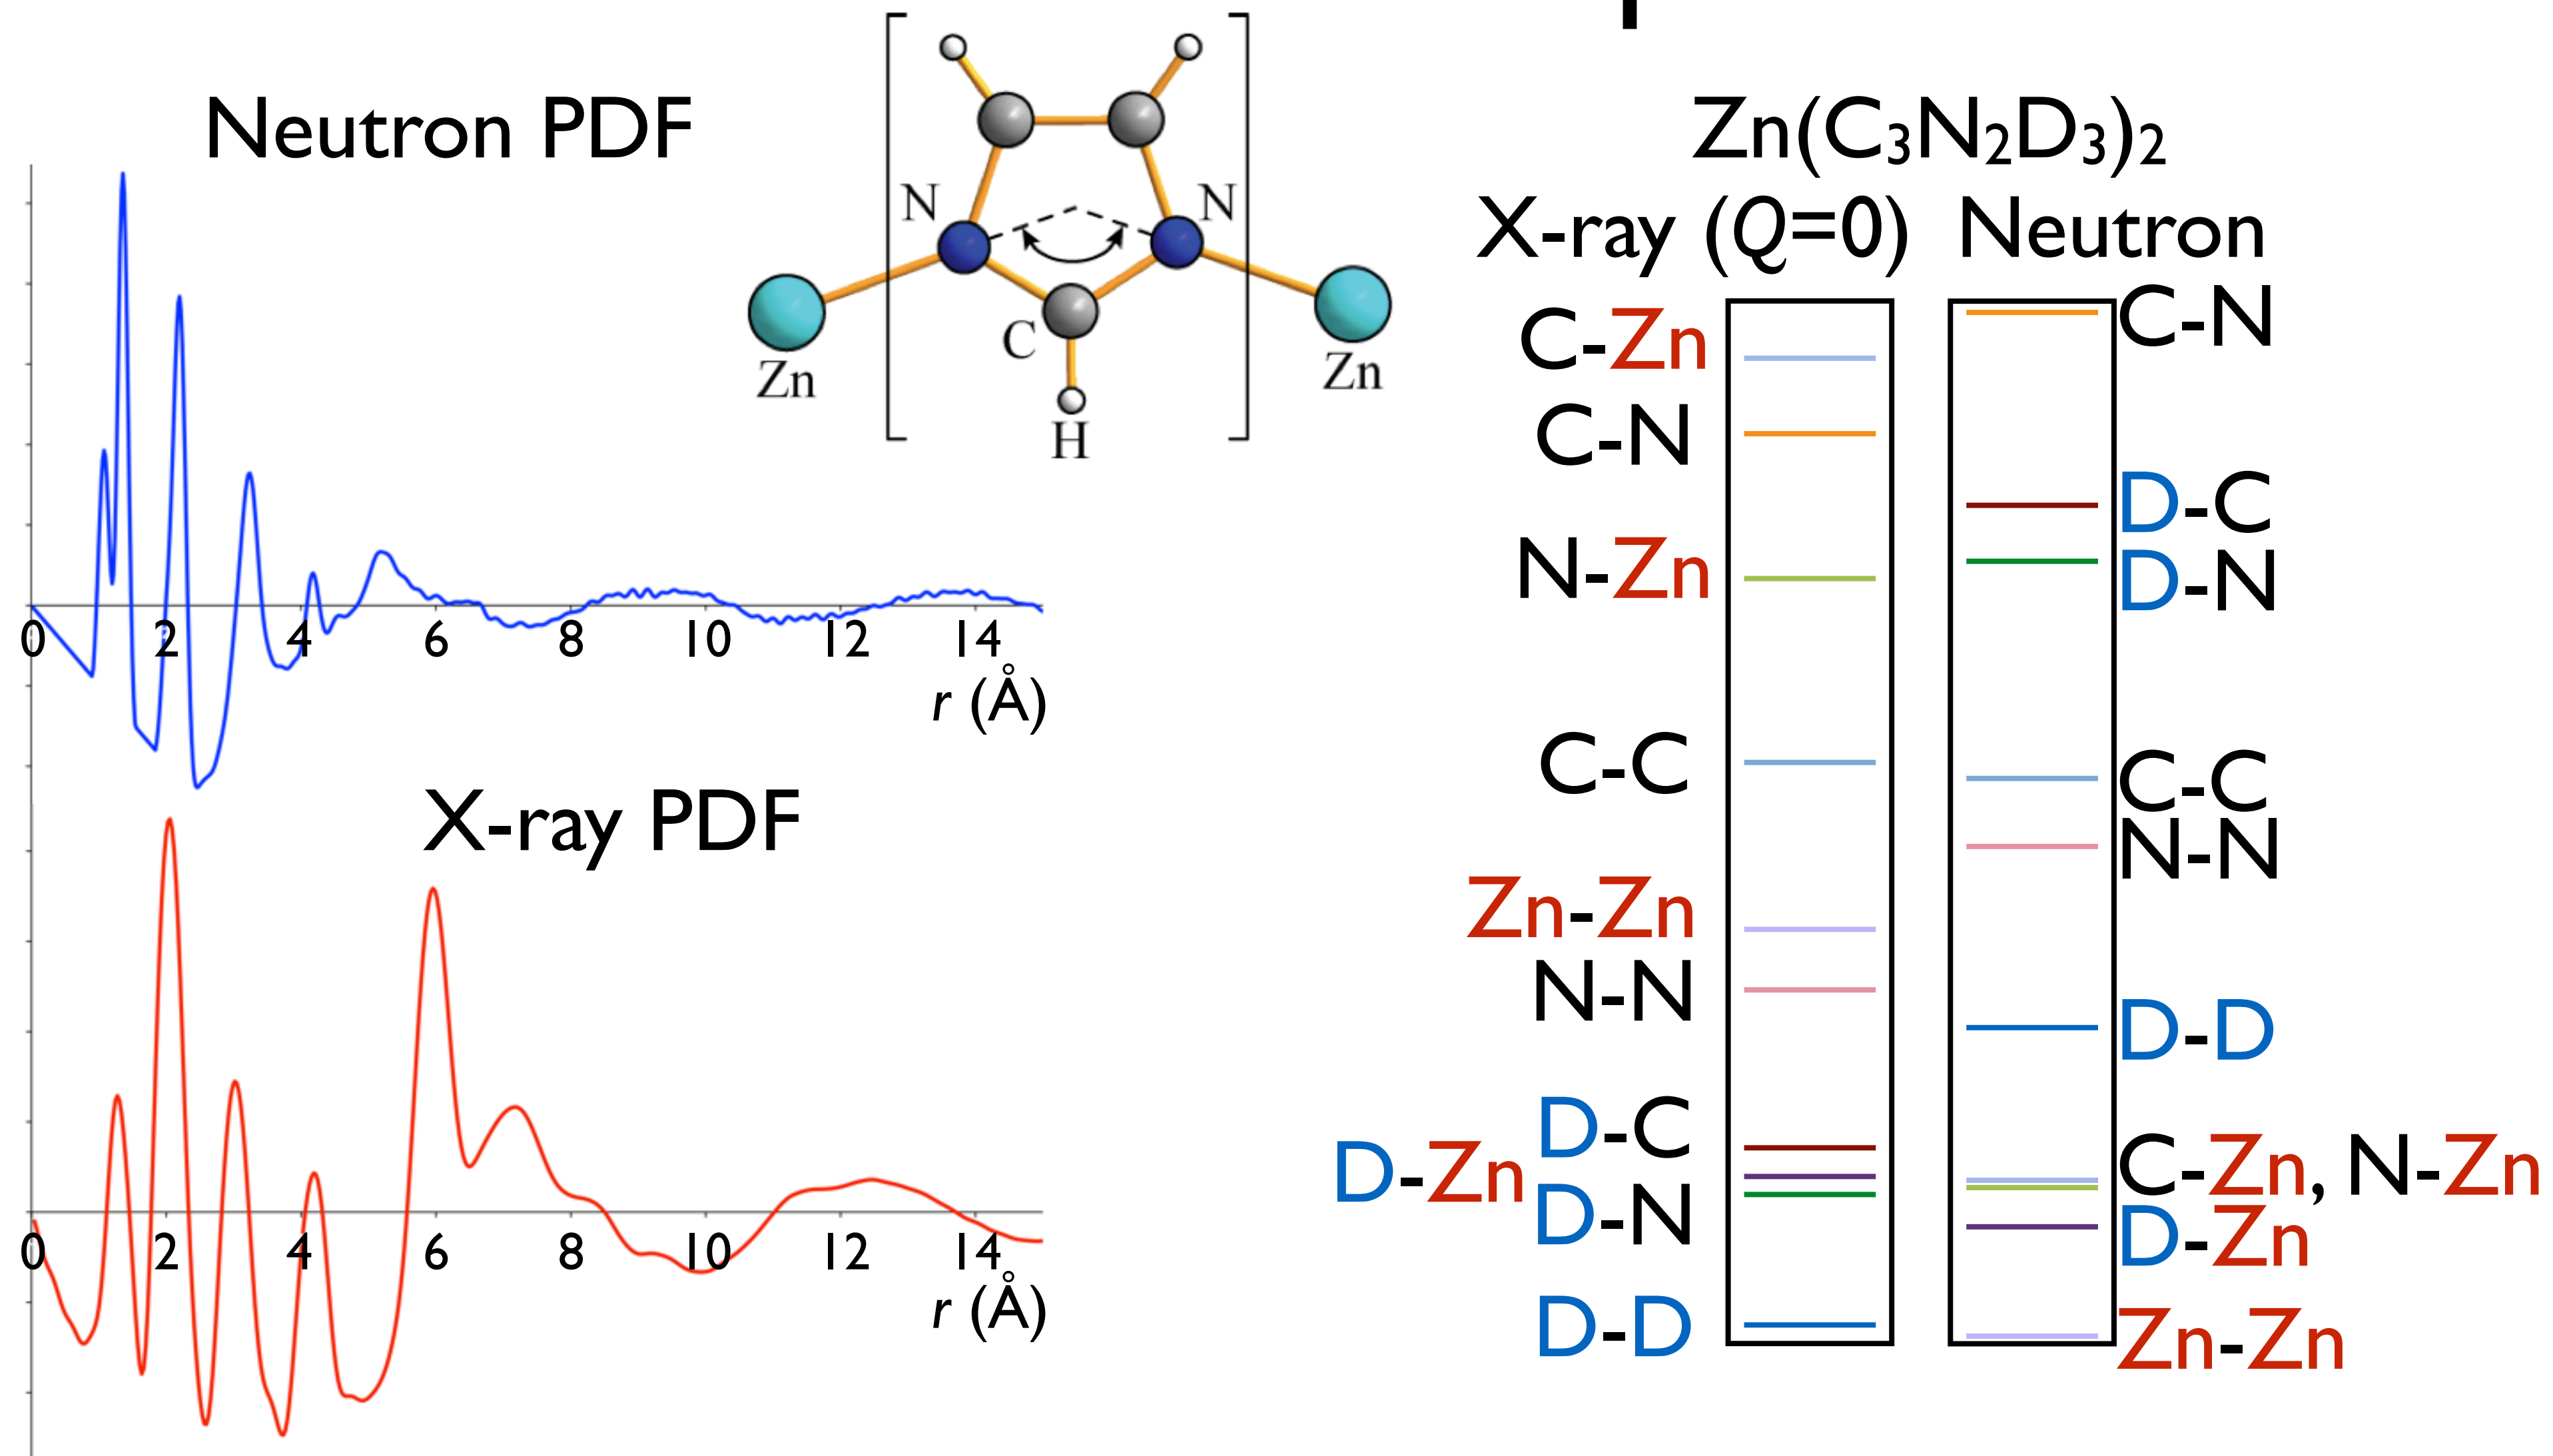 Neutron PDF
0 2 4 6 8 10 12 14
r (Å)
X-ray PDF
0 2 4 6 8 10 12 14
r (Å)
N
N
C
Zn
Zn
H
Zn(C₃N₂D₃)₂
X-ray (Q=0)
C-Zn
C-N
N-Zn
C-C
Zn-Zn
N-N
D-C
D-Zn
D-N
D-D
Neutron
C-N
D-C
D-N
C-C
N-N
D-D
C-Zn, N-Zn
D-Zn
Zn-Zn